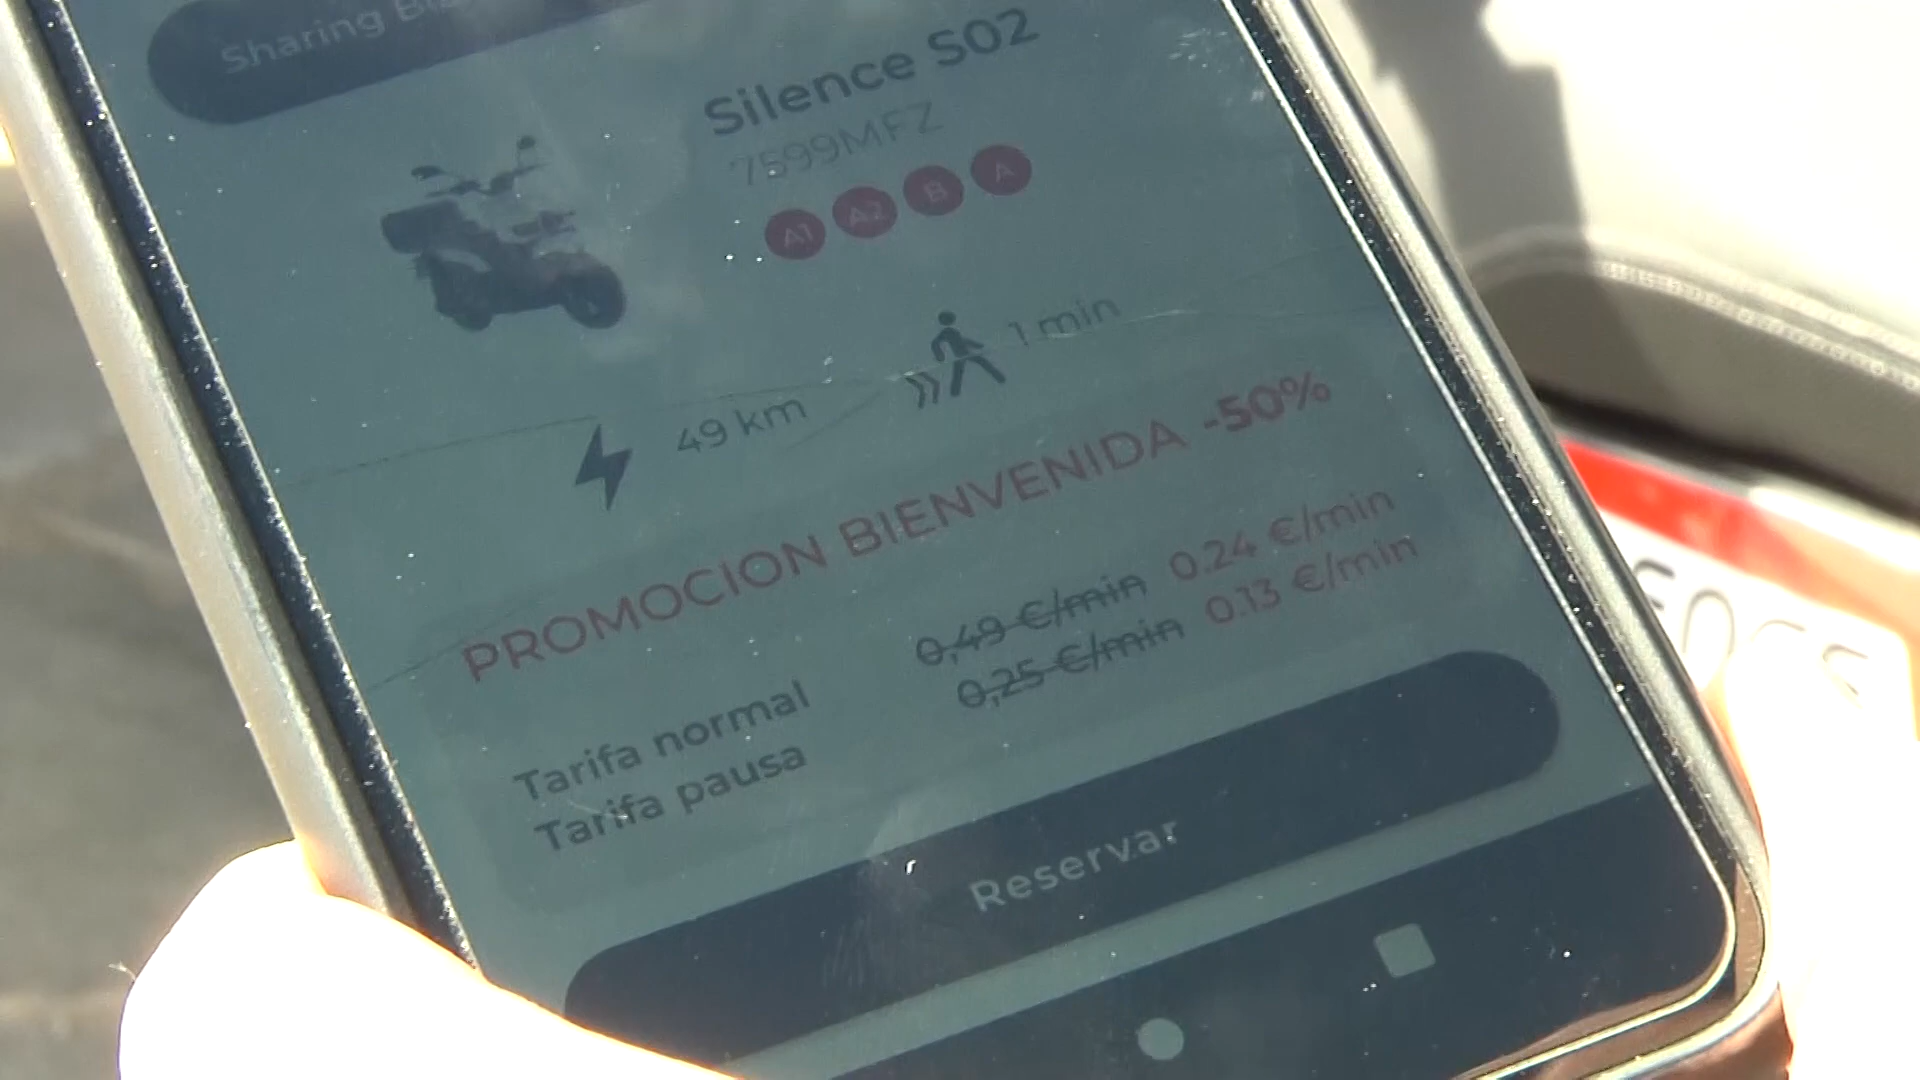 Sharing
Silence S02
7599MFZ
A1 A2 B A
49 km
1 min
PROMOCION BIENVENIDA -50%
Tarifa normal 0,49 €/min 0.24 €/min
Tarifa pausa 0,25 €/min 0.13 €/min
Reservar